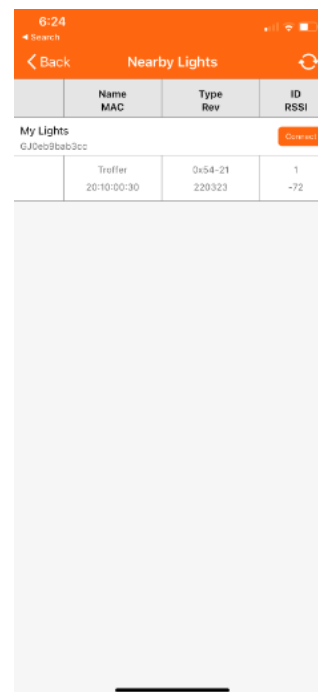 6:24
◀ Search
Back Nearby Lights
Name Type ID
MAC Rev RSSI
My Lights
GJ0eb9bab3cc Connect
Troffer 0x54-21 1
20:10:00:30 220323 -72